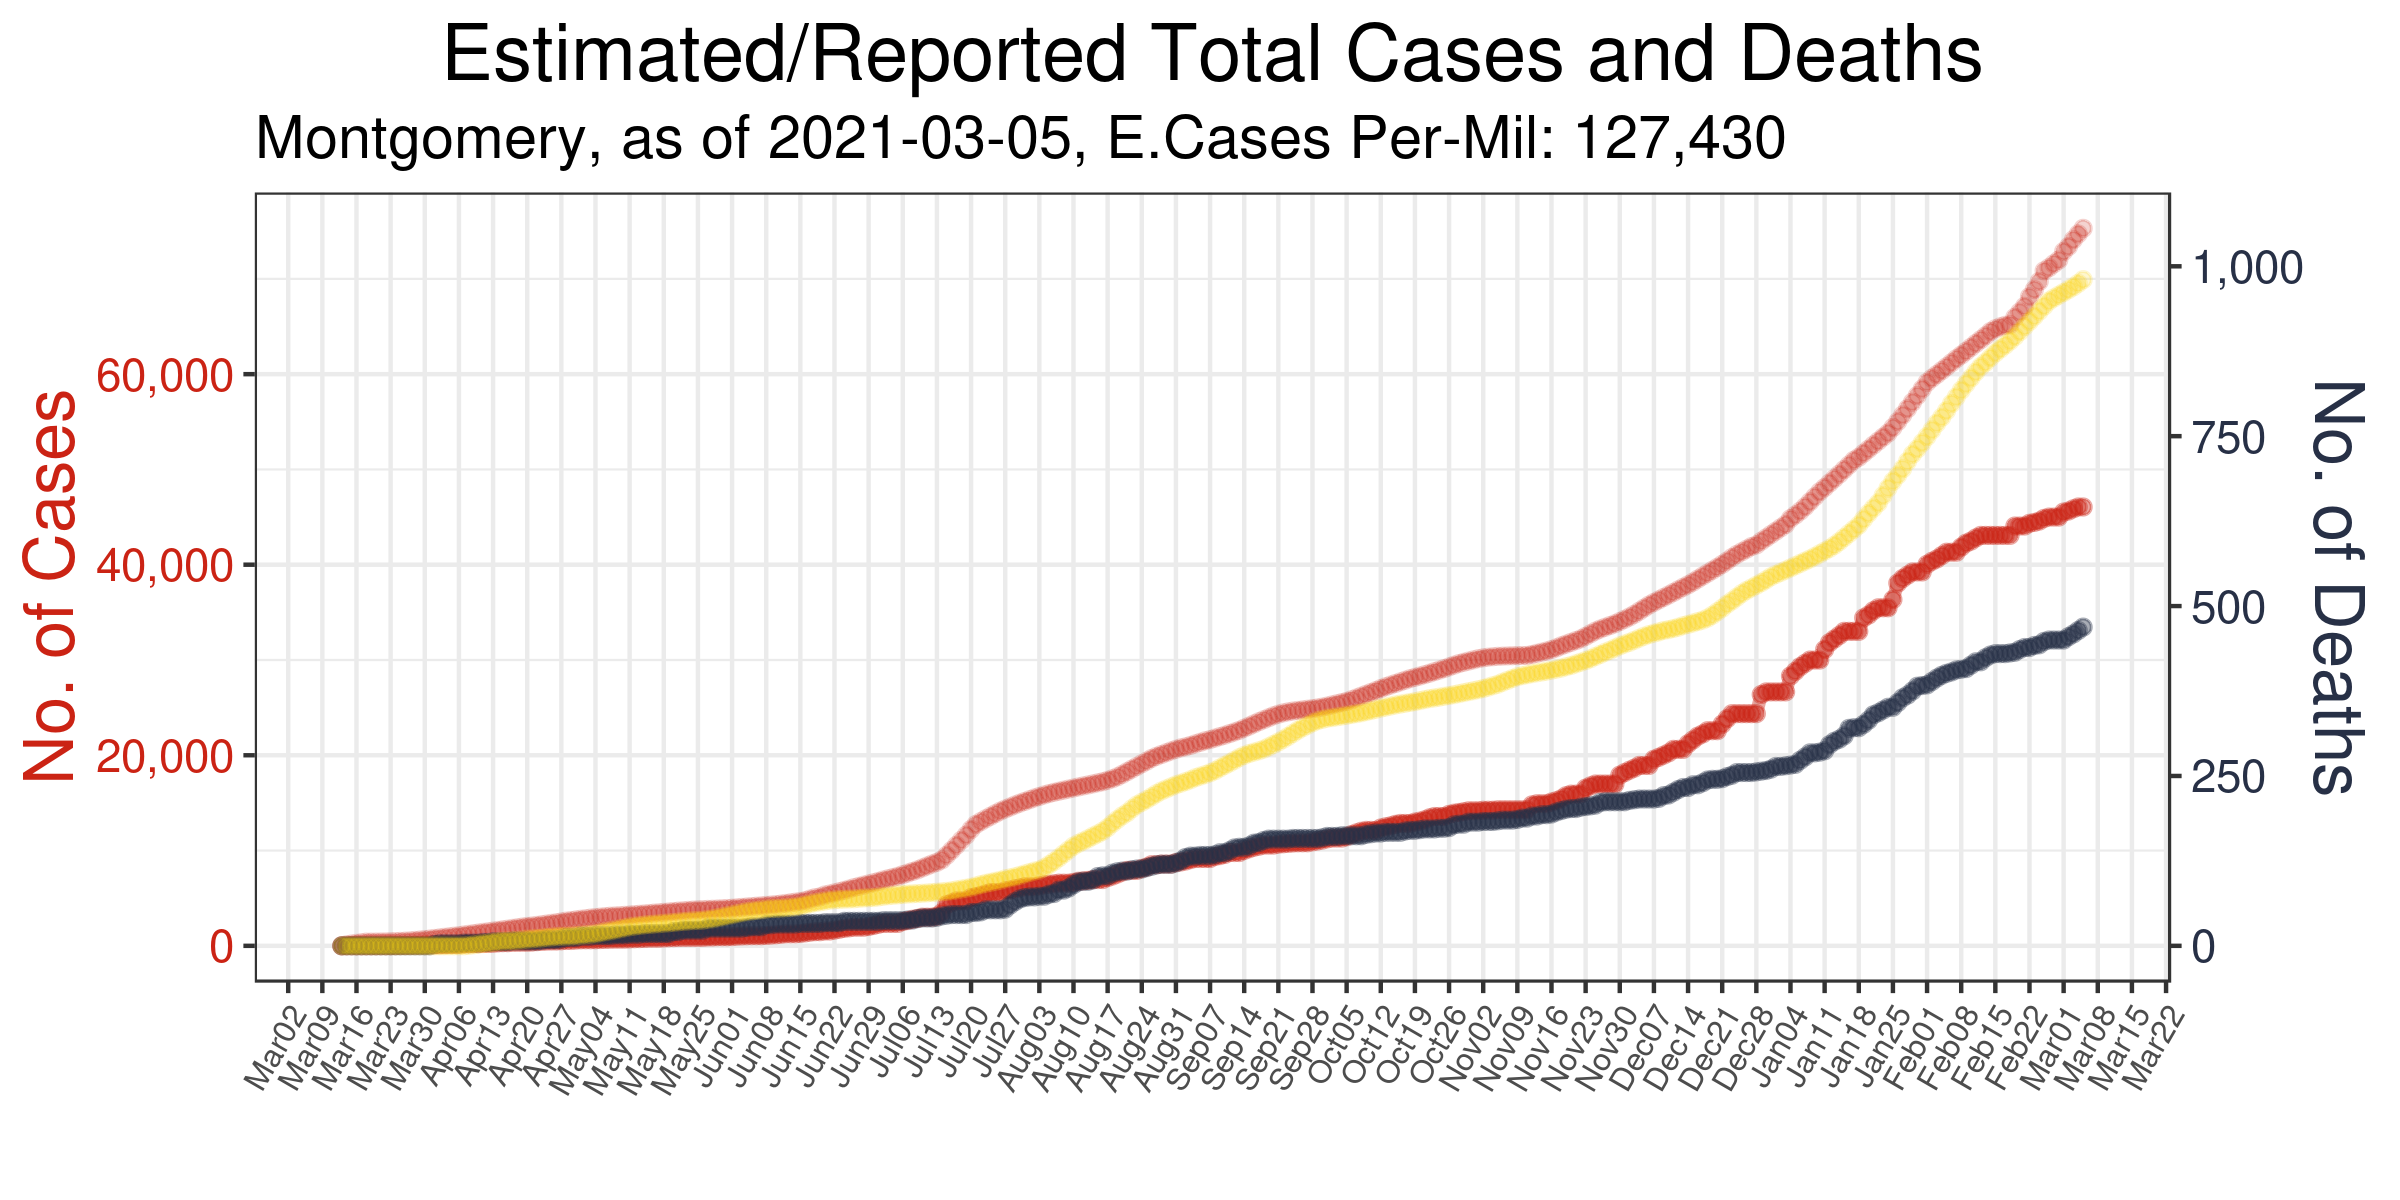 Estimated/Reported Total Cases and Deaths
Montgomery, as of 2021-03-05, E.Cases Per-Mil: 127,430
No. of Cases
60,000
40,000
20,000
0
1,000
750
500
250
0
No. of Deaths
Mar02
Mar09
Mar16
Mar23
Mar30
Apr06
Apr13
Apr20
Apr27
May04
May11
May18
May25
Jun01
Jun08
Jun15
Jun22
Jun29
Jul06
Jul13
Jul20
Jul27
Aug03
Aug10
Aug17
Aug24
Aug31
Sep07
Sep14
Sep21
Sep28
Oct05
Oct12
Oct19
Oct26
Nov02
Nov09
Nov16
Nov23
Nov30
Dec07
Dec14
Dec21
Dec28
Jan04
Jan11
Jan18
Jan25
Feb01
Feb08
Feb15
Feb22
Mar01
Mar08
Mar15
Mar22